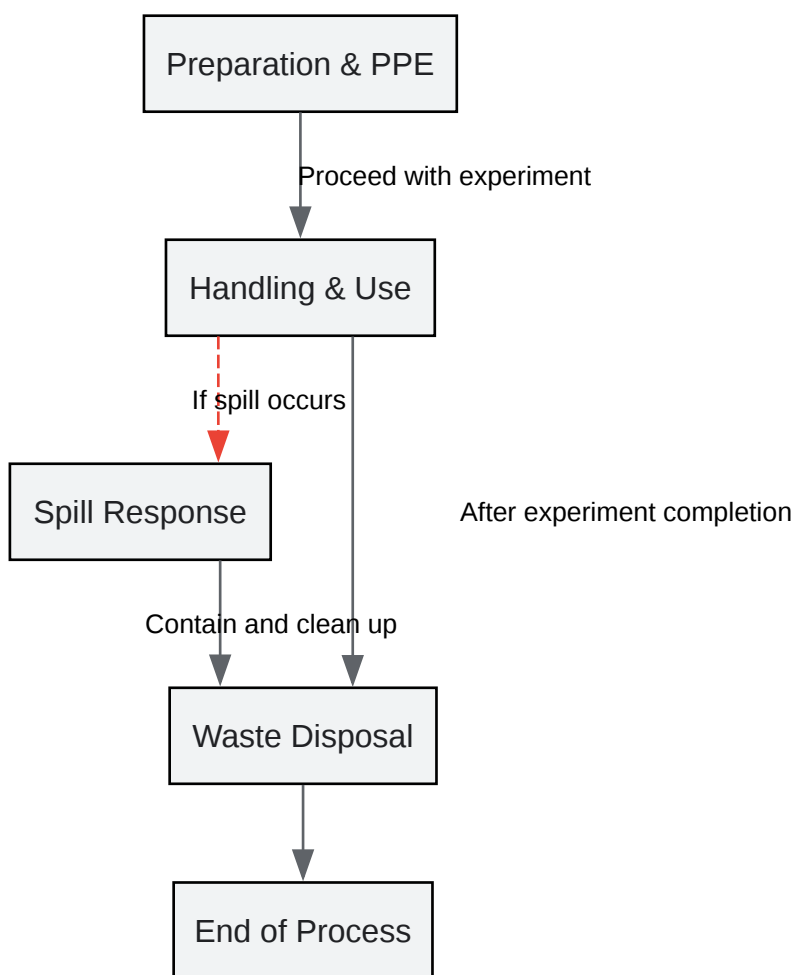 Preparation & PPE
Proceed with experiment
Handling & Use
If spill occurs
Spill Response
After experiment completion
Contain and clean up
Waste Disposal
End of Process